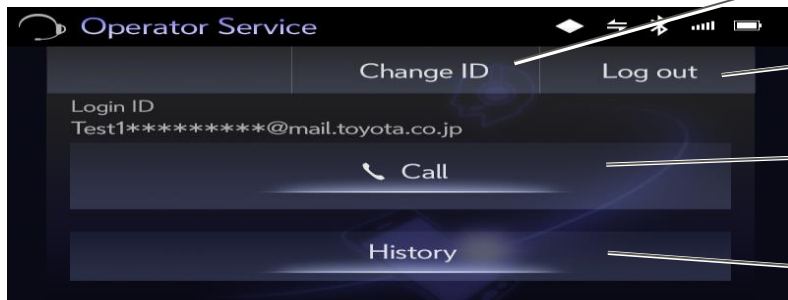 Operator Service
Change ID
Log out
Login ID
Test1*********@mail.toyota.co.jp
Call
History